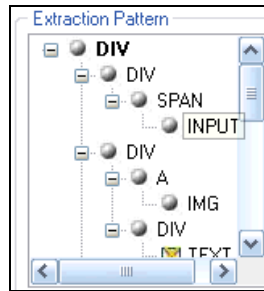 Extraction Pattern
DIV
DIV
SPAN
INPUT
DIV
A
IMG
DIV
TEXT